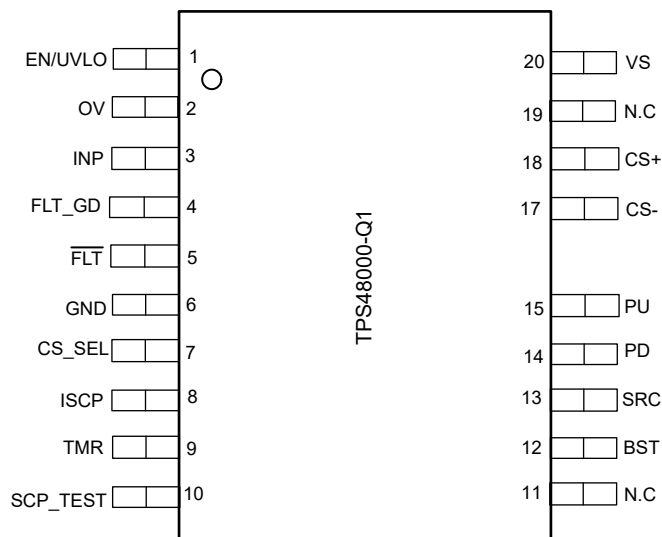 EN/UVLO 1
OV 2
INP 3
FLT_GD 4
FLT 5
GND 6
CS_SEL 7
ISCP 8
TMR 9
SCP_TEST 10
TPS48000-Q1
20 VS
19 N.C
18 CS+
17 CS-
15 PU
14 PD
13 SRC
12 BST
11 N.C